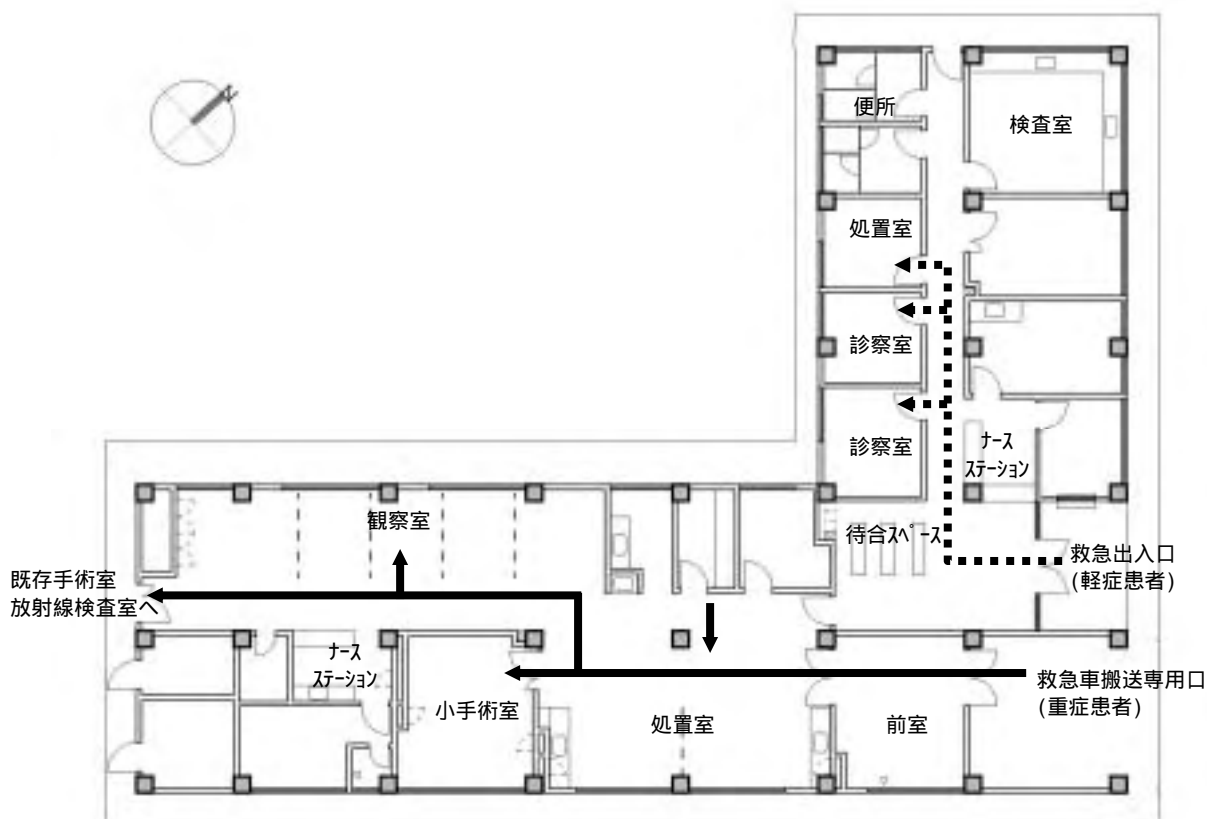 N
便所
検査室
処置室
診察室
診察室
ﾅｰｽ
ｽﾃｰｼｮﾝ
待合ｽﾍﾟｰｽ
救急出入口
(軽症患者)
観察室
既存手術室
放射線検査室へ
ﾅｰｽ
ｽﾃｰｼｮﾝ
小手術室
処置室
前室
救急車搬送専用口
(重症患者)